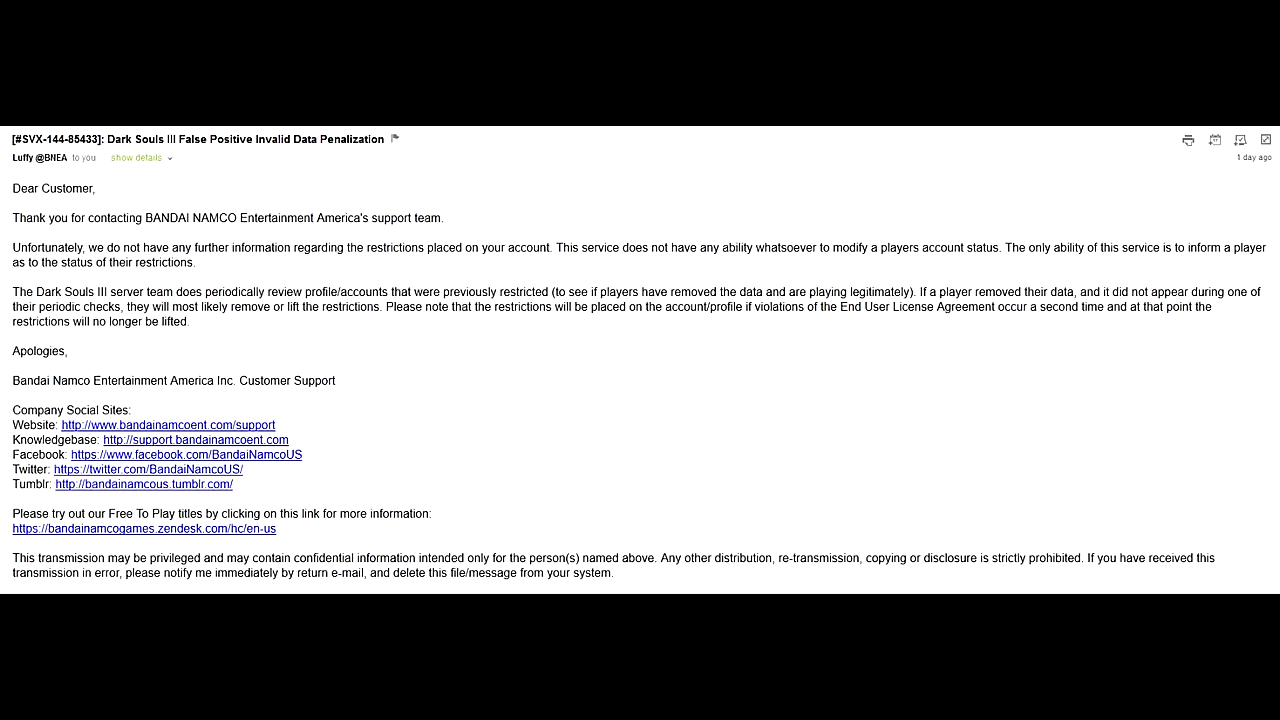 [#SVX-144-85433]: Dark Souls III False Positive Invalid Data Penalization
Luffy @BNEA to you show details
1 day ago
Dear Customer,
Thank you for contacting BANDAI NAMCO Entertainment America's support team.
Unfortunately, we do not have any further information regarding the restrictions placed on your account. This service does not have any ability whatsoever to modify a players account status. The only ability of this service is to inform a player
as to the status of their restrictions.
The Dark Souls III server team does periodically review profile/accounts that were previously restricted (to see if players have removed the data and are playing legitimately). If a player removed their data, and it did not appear during one of
their periodic checks, they will most likely remove or lift the restrictions. Please note that the restrictions will be placed on the account/profile if violations of the End User License Agreement occur a second time and at that point the
restrictions will no longer be lifted.
Apologies,
Bandai Namco Entertainment America Inc. Customer Support
Company Social Sites:
Website: http://www.bandainamcoent.com/support
Knowledgebase: http://support.bandainamcoent.com
Facebook: https://www.facebook.com/BandaiNamcoUS
Twitter: https://twitter.com/BandaiNamcoUS/
Tumblr: http://bandainamcous.tumblr.com/
Please try out our Free To Play titles by clicking on this link for more information:
https://bandainamcogames.zendesk.com/hc/en-us
This transmission may be privileged and may contain confidential information intended only for the person(s) named above. Any other distribution, re-transmission, copying or disclosure is strictly prohibited. If you have received this
transmission in error, please notify me immediately by return e-mail, and delete this file/message from your system.